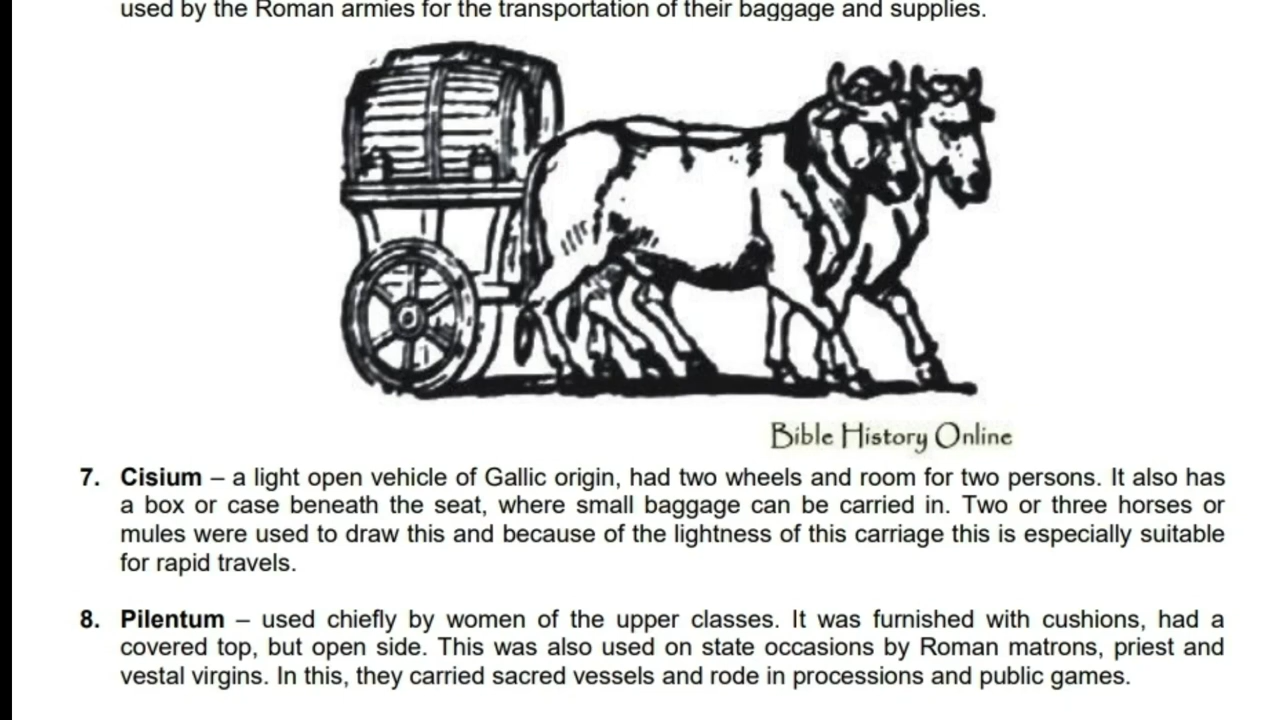 used by the Roman armies for the transportation of their baggage and supplies.
Bible History Online
7. Cisium – a light open vehicle of Gallic origin, had two wheels and room for two persons. It also has
a box or case beneath the seat, where small baggage can be carried in. Two or three horses or
mules were used to draw this and because of the lightness of this carriage this is especially suitable
for rapid travels.
8. Pilentum – used chiefly by women of the upper classes. It was furnished with cushions, had a
covered top, but open side. This was also used on state occasions by Roman matrons, priest and
vestal virgins. In this, they carried sacred vessels and rode in processions and public games.